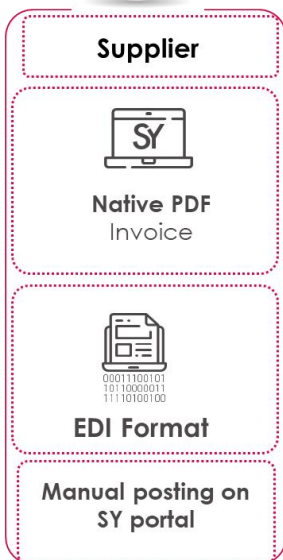 Supplier
SY
Native PDF
Invoice
00011100101
10110000011
11110100100
EDI Format
Manual posting on
SY portal